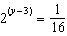 2^(y−3) = 1/16